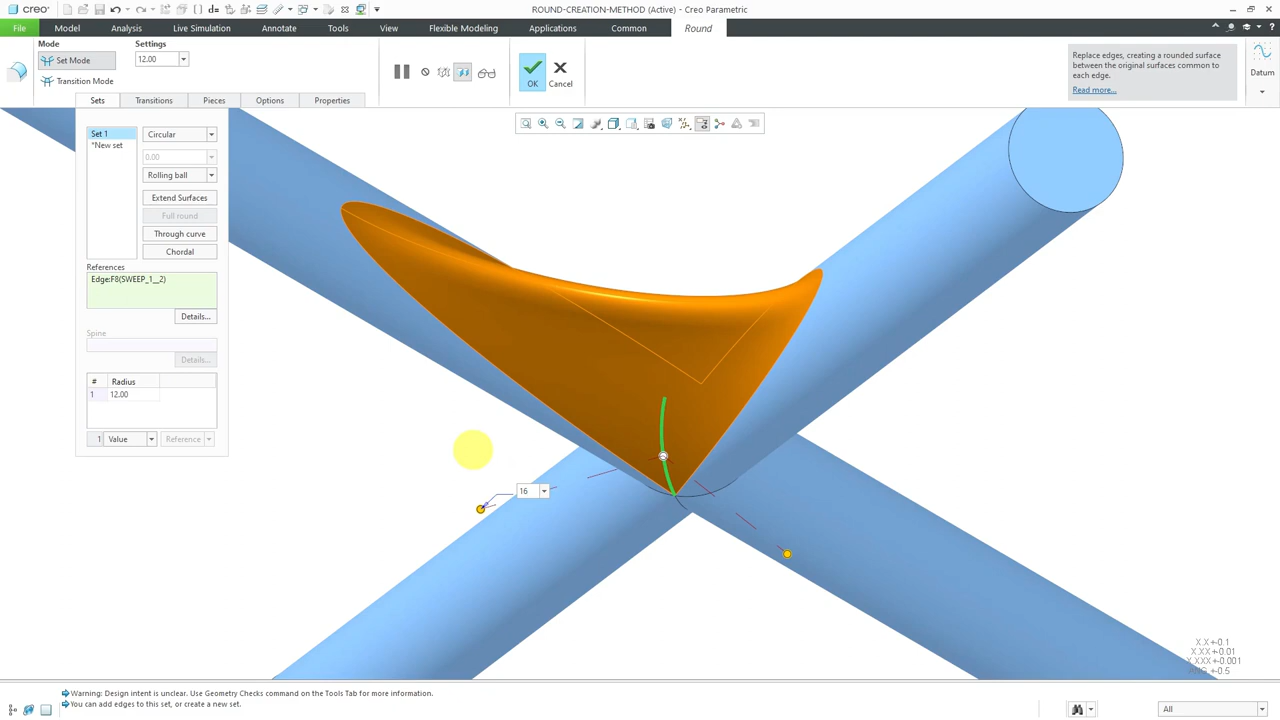 creo
ROUND-CREATION-METHOD (Active) - Creo Parametric
File Model Analysis Live Simulation Annotate Tools View Flexible Modeling Applications Common Round
Mode
Set Mode
Transition Mode
Settings
12.00
OK
Cancel
Replace edges, creating a rounded surface
between the original surfaces common to
each edge.
Read more...
Datum
Sets Transitions Pieces Options Properties
Set 1
*New set
Circular
0.00
Rolling ball
Extend Surfaces
Full round
Through curve
Chordal
References
Edge:F8(SWEEP_1__2)
Details...
Spine
Details...
# Radius
1 12.00
1 Value Reference
16
X.X +-0.1
X.XX +-0.01
X.XXX +-0.001
ANG +-0.5
Warning: Design intent is unclear. Use Geometry Checks command on the Tools Tab for more information.
You can add edges to this set, or create a new set.
All